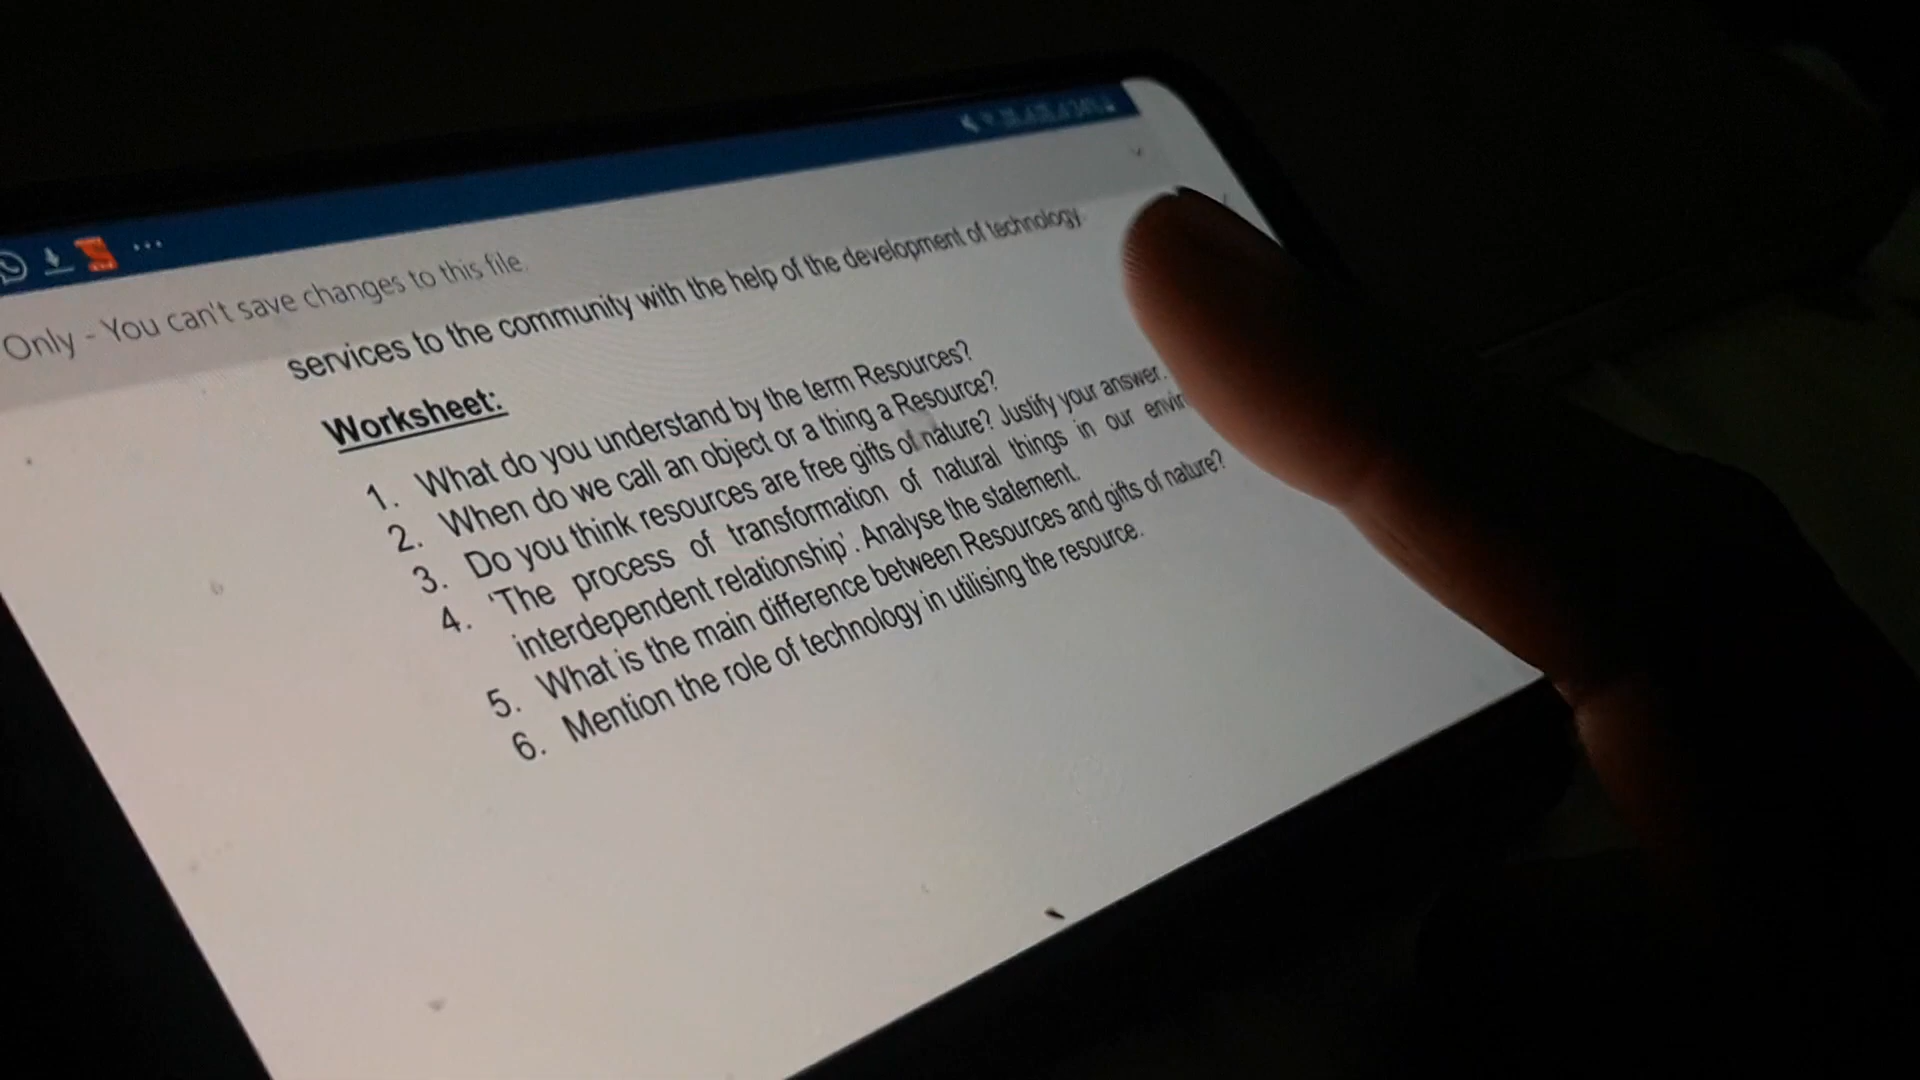 Only - You can't save changes to this file.
services to the community with the help of the development of technology.
Worksheet:
1. What do you understand by the term Resources?
2. When do we call an object or a thing a Resource?
3. Do you think resources are free gifts of nature? Justify your answer.
4. 'The process of transformation of natural things in our
interdependent relationship'. Analyse the statement.
5. What is the main difference between Resources and gifts of nature?
6. Mention the role of technology in utilising the resource.